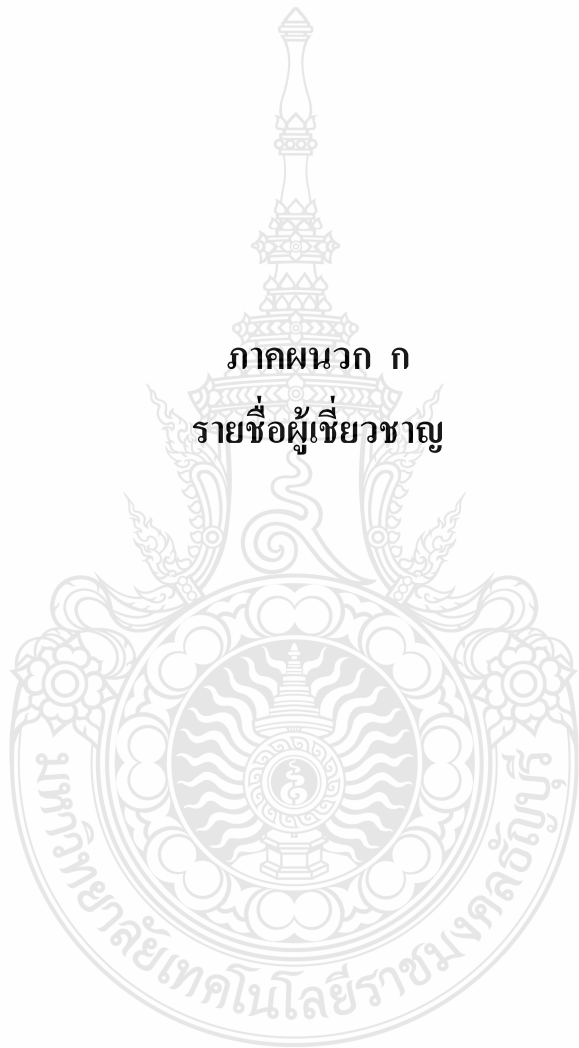 ภาคผนวก ก
รายชื่อผู้เชี่ยวชาญ
มหาวิทยาลัยเทคโนโลยีราชมงคลธัญบุรี